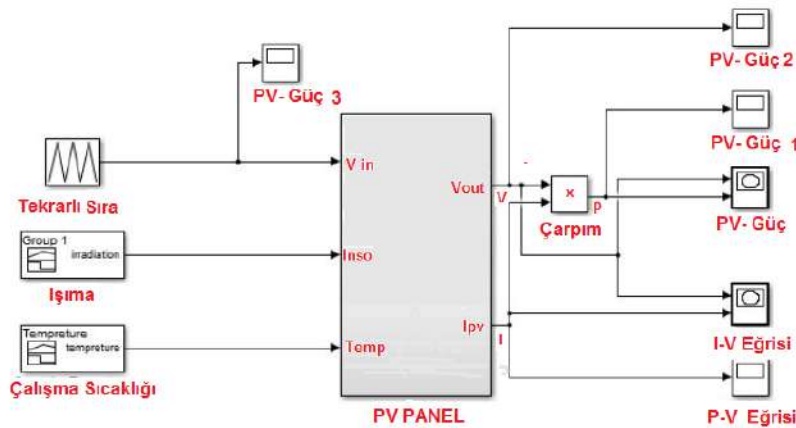 PV- Güç 3
PV- Güç 2
PV- Güç 1
Tekrarlı Sıra
V in
Vout
V
×
p
Çarpım
PV- Güç
Group 1
irradiation
Işıma
Inso
Tempreture
tempreture
Çalışma Sıcaklığı
Temp
Ipv
I
I-V Eğrisi
P-V Eğrisi
PV PANEL